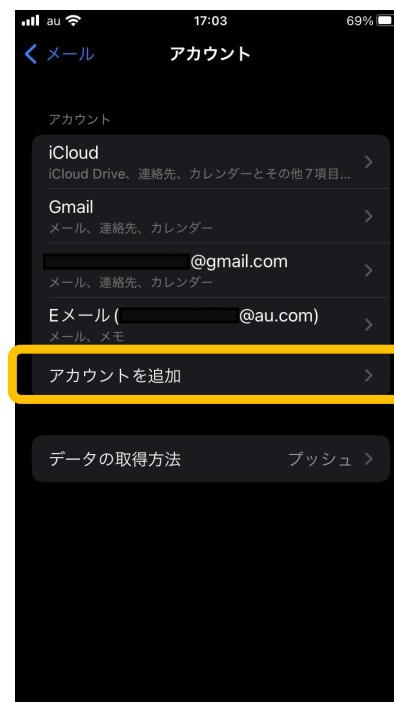 au 17:03 69%
メール アカウント
アカウント
iCloud
iCloud Drive、連絡先、カレンダーとその他7項目...
Gmail
メール、連絡先、カレンダー
@gmail.com
メール、連絡先、カレンダー
Eメール ( @au.com)
メール、メモ
アカウントを追加
データの取得方法 プッシュ